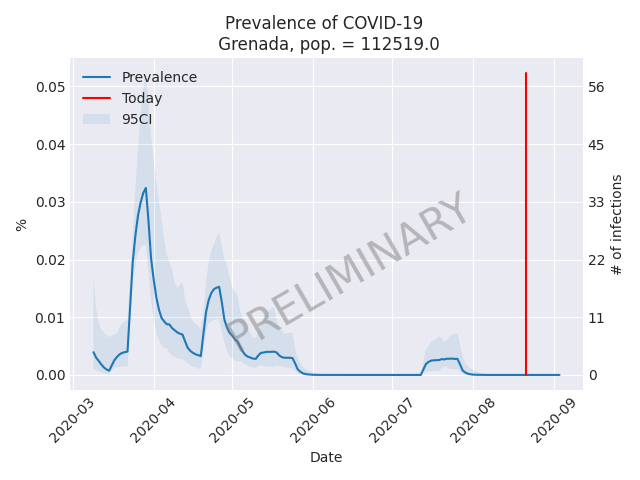 Prevalence of COVID-19
Grenada, pop. = 112519.0
Prevalence
Today
95CI
PRELIMINARY
%
0.05
0.04
0.03
0.02
0.01
0.00
56
45
33
22
11
0
# of infections
2020-03
2020-04
2020-05
2020-06
2020-07
2020-08
2020-09
Date